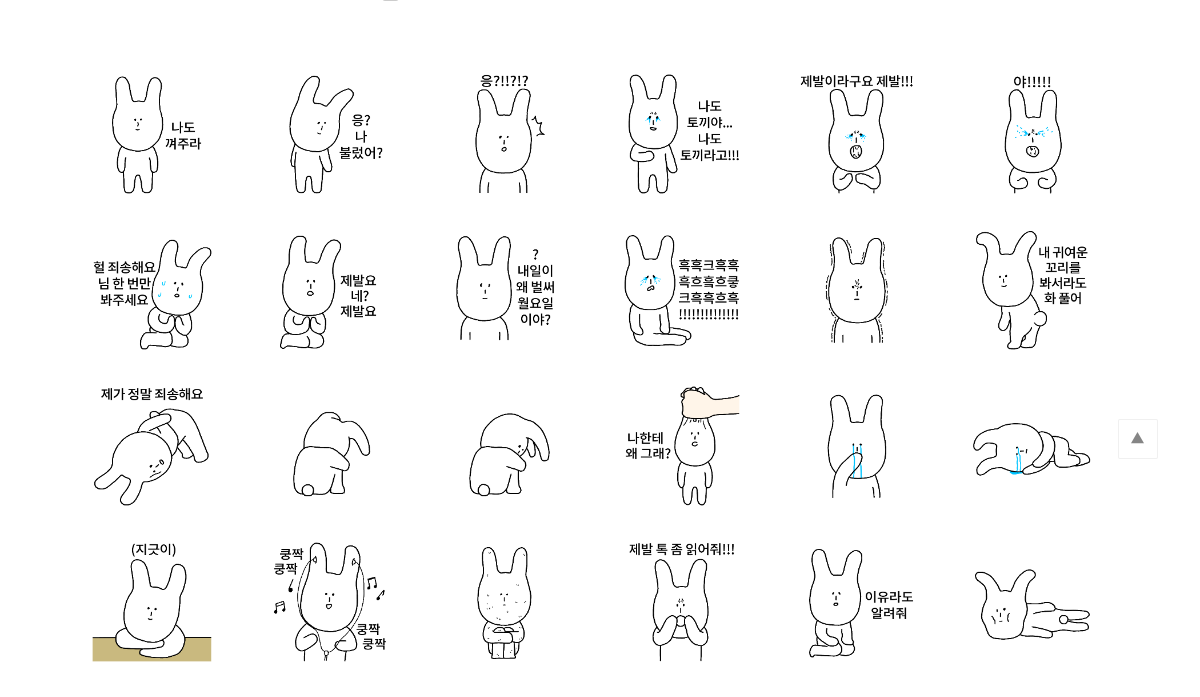 나도
껴주라
응?
나
불렀어?
응?!!?!?
나도
토끼야...
나도
토끼라고!!!
제발이라구요 제발!!!
야!!!!!
헐 죄송해요
님 한 번만
봐주세요
제발요
네?
제발요
?
내일이
왜 벌써
월요일
이야?
흑흑크흑흑
흑흐흑흐쿻
크흑흑흐흑
!!!!!!!!!!!!!!
내 귀여운
꼬리를
봐서라도
화 풀어
제가 정말 죄송해요
나한테
왜 그래?
(지긋이)
쿵짝
쿵짝
쿵짝
쿵짝
제발 톡 좀 읽어줘!!!
이유라도
알려줘